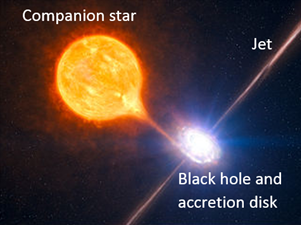 Companion star
Jet
Black hole and
accretion disk